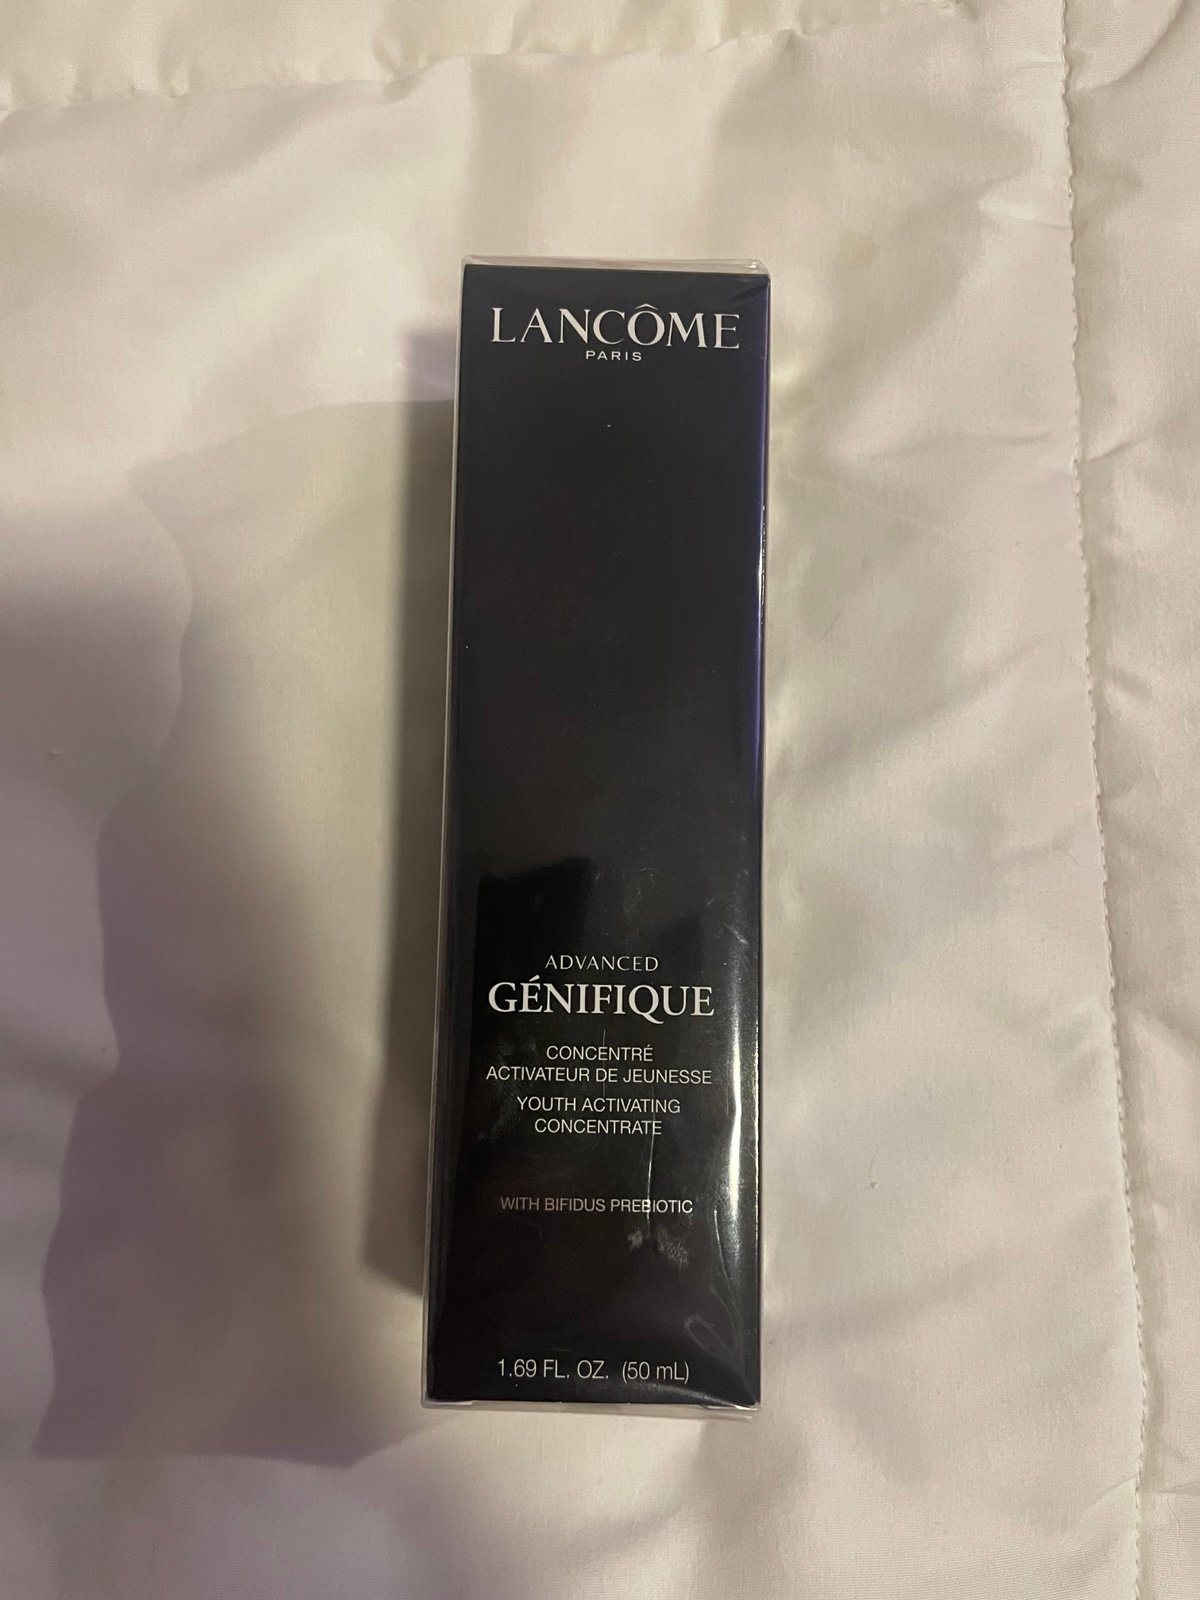 LANCÔME
PARIS
ADVANCED
GÉNIFIQUE
CONCENTRÉ
ACTIVATEUR DE JEUNESSE
YOUTH ACTIVATING
CONCENTRATE
WITH BIFIDUS PREBIOTIC
1.69 FL. OZ. (50 mL)